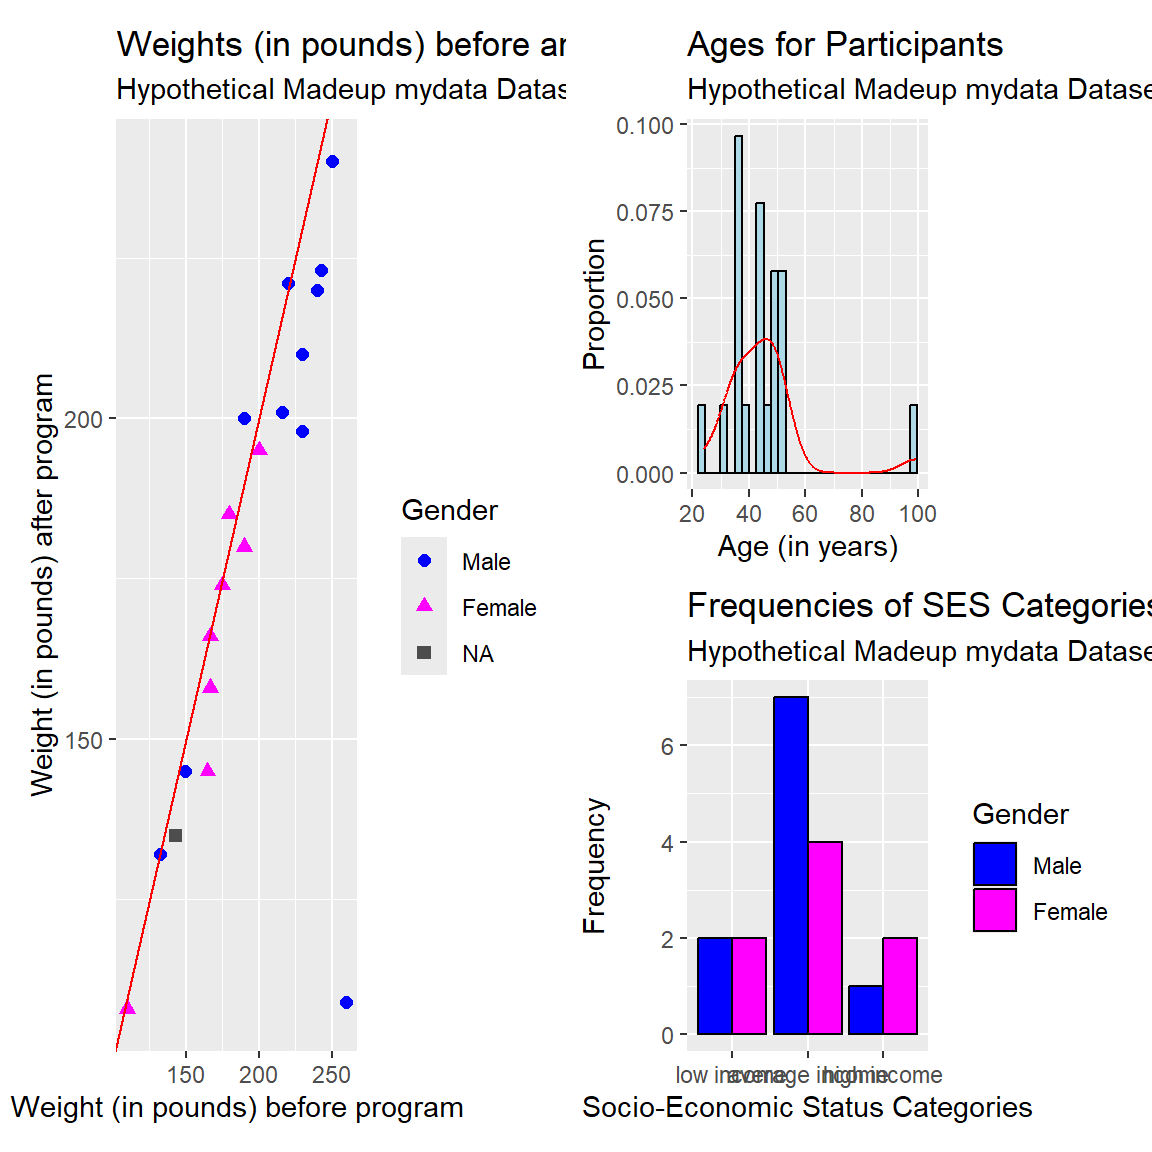 Weights (in pounds) before
Hypothetical Madeup mydata
Weight (in pounds) after program
200
150
150 200 250
Weight (in pounds) before program
Gender
Male
Female
NA
Ages for Participants
Hypothetical Madeup mydata
Proportion
0.100
0.075
0.050
0.025
0.000
20 40 60 80 100
Age (in years)
Frequencies of SES Categories
Hypothetical Madeup mydata
Frequency
6
4
2
0
low income average income high income
Socio-Economic Status Categories
Gender
Male
Female